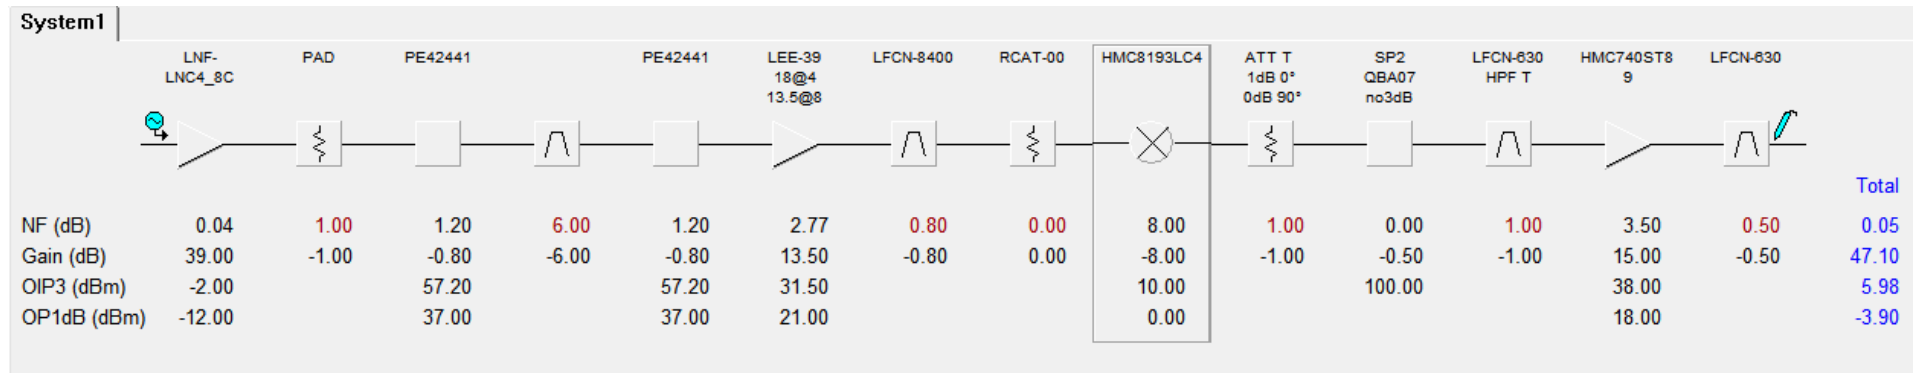 System1
LNF-
LNC4_8C
PAD
PE42441
PE42441
LEE-39
18@4
13.5@8
LFCN-8400
RCAT-00
HMC8193LC4
ATT T
1dB 0°
0dB 90°
SP2
QBA07
no3dB
LFCN-630
HPF T
HMC740ST8
9
LFCN-630
Total
NF (dB) 0.04 1.00 1.20 6.00 1.20 2.77 0.80 0.00 8.00 1.00 0.00 1.00 3.50 0.50 0.05
Gain (dB) 39.00 -1.00 -0.80 -6.00 -0.80 13.50 -0.80 0.00 -8.00 -1.00 -0.50 -1.00 15.00 -0.50 47.10
OIP3 (dBm) -2.00 57.20 57.20 31.50 10.00 100.00 38.00 5.98
OP1dB (dBm) -12.00 37.00 37.00 21.00 0.00 18.00 -3.90